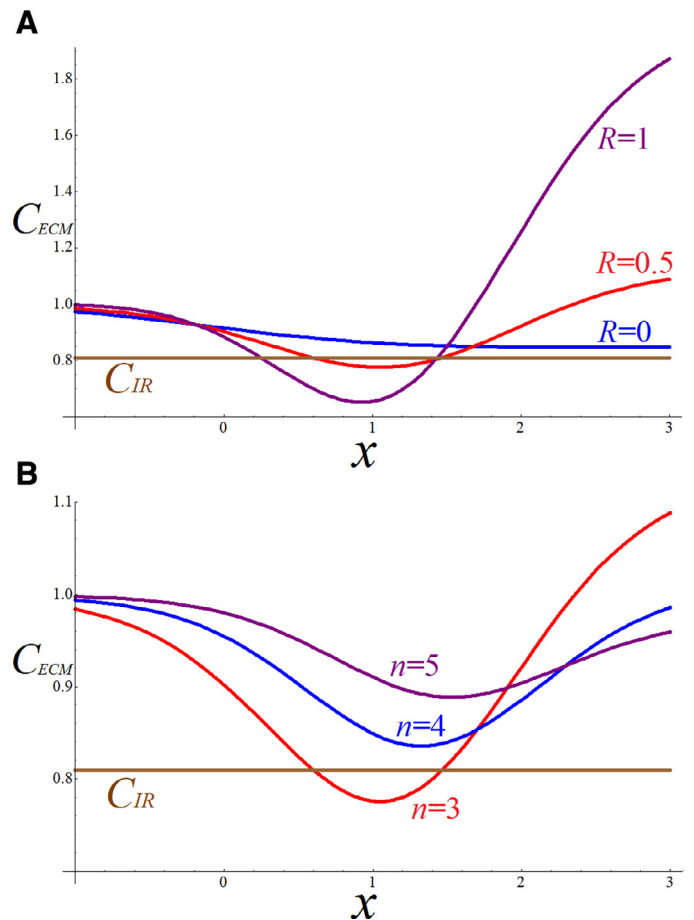 A
1.8
1.6
R=1
1.4
C_ECM
1.2
R=0.5
1.0
R=0
0.8
C_IR
0 1 2 3
x
B
1.1
1.0
C_ECM
n=5
0.9
n=4
0.8
C_IR
n=3
0 1 2 3
x